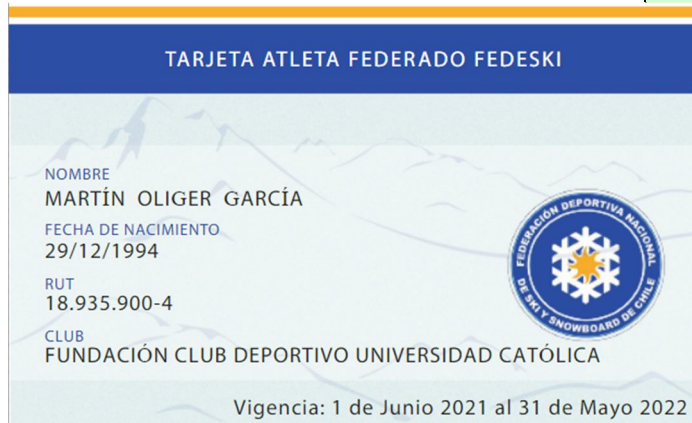 TARJETA ATLETA FEDERADO FEDESKI
NOMBRE
MARTÍN OLIGER GARCÍA
FECHA DE NACIMIENTO
29/12/1994
RUT
18.935.900-4
CLUB
FUNDACIÓN CLUB DEPORTIVO UNIVERSIDAD CATÓLICA
FEDERACIÓN DEPORTIVA NACIONAL
DE SKI Y SNOWBOARD DE CHILE
Vigencia: 1 de Junio 2021 al 31 de Mayo 2022